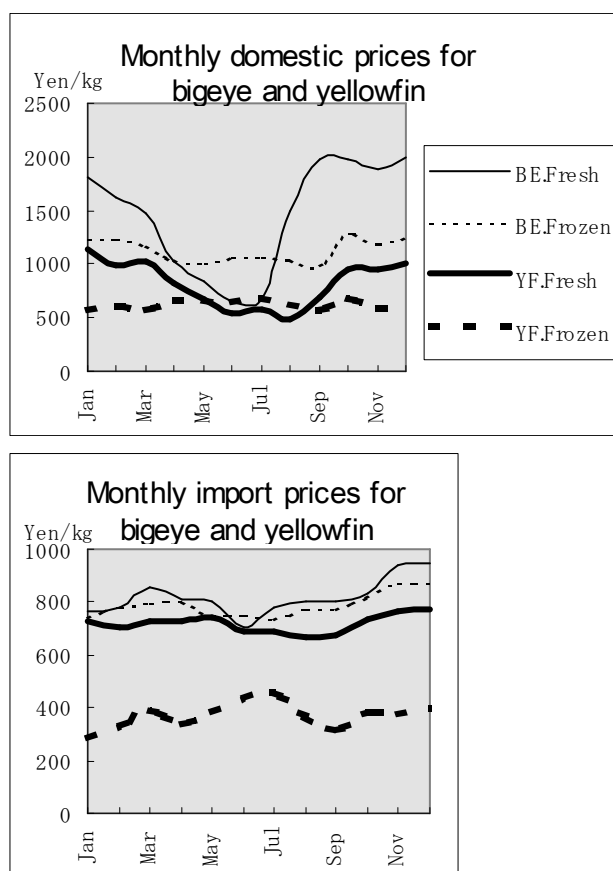 Monthly domestic prices for
bigeye and yellowfin
Yen/kg
2500
2000
1500
1000
500
0
Jan
Mar
May
Jul
Sep
Nov
BE.Fresh
BE.Frozen
YF.Fresh
YF.Frozen
Monthly import prices for
bigeye and yellowfin
Yen/kg
1000
800
600
400
200
0
Jan
Mar
May
Jul
Sep
Nov